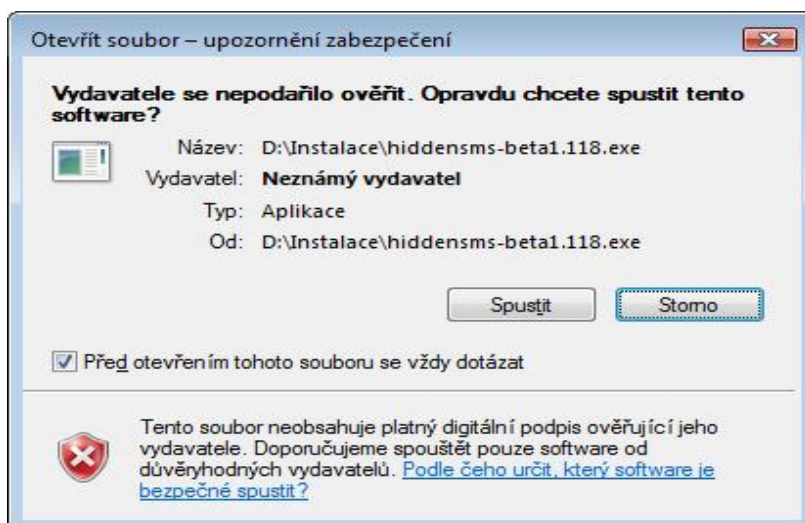 Otevřít soubor – upozornění zabezpečení
Vydavatele se nepodařilo ověřit. Opravdu chcete spustit tento
software?
Název: D:\Instalace\hiddensms-beta1.118.exe
Vydavatel: Neznámý vydavatel
Typ: Aplikace
Od: D:\Instalace\hiddensms-beta1.118.exe
Spustit Storno
Před otevřením tohoto souboru se vždy dotázat
Tento soubor neobsahuje platný digitální podpis ověřující jeho
vydavatele. Doporučujeme spouštět pouze software od
důvěryhodných vydavatelů. Podle čeho určit, který software je
bezpečné spustit?